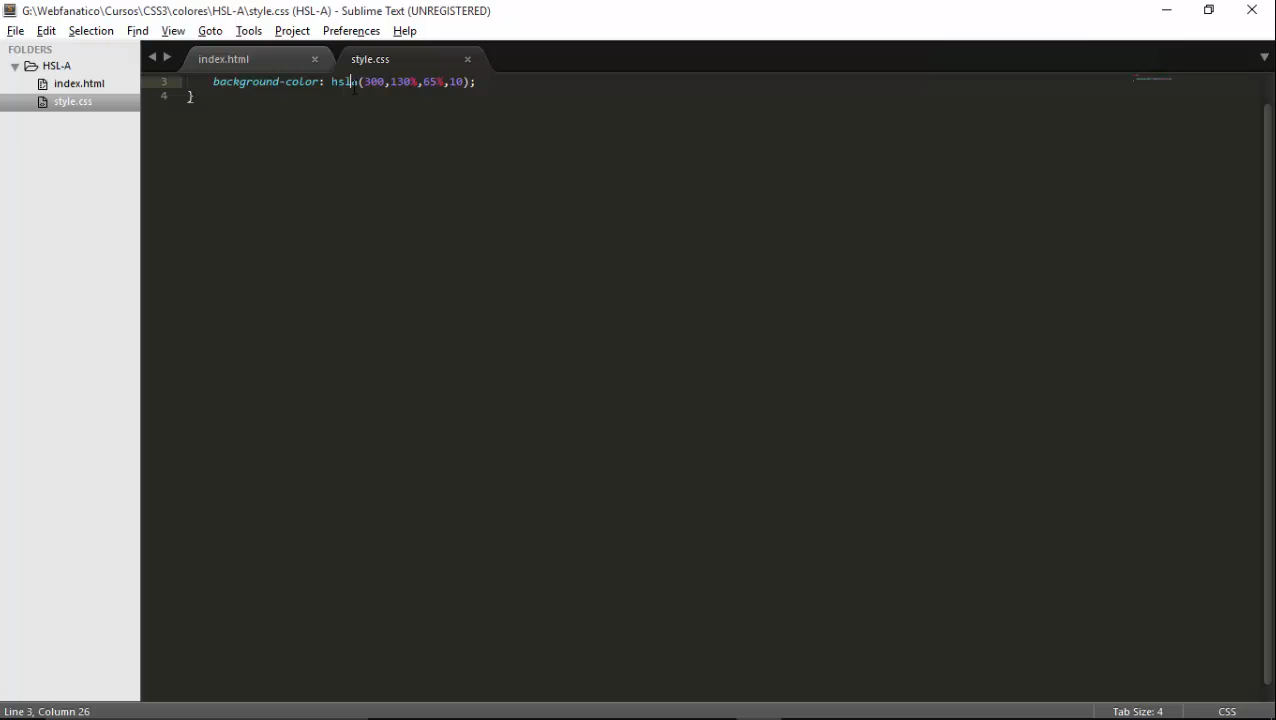 G:\Webfanatico\Cursos\CSS3\colores\HSL-A\style.css (HSL-A) - Sublime Text (UNREGISTERED)
File Edit Selection Find View Goto Tools Project Preferences Help
FOLDERS
HSL-A
index.html
style.css
index.html style.css
3 background-color: (300,130%,65%,10);
4 }
Line 3, Column 26
Tab Size: 4 CSS